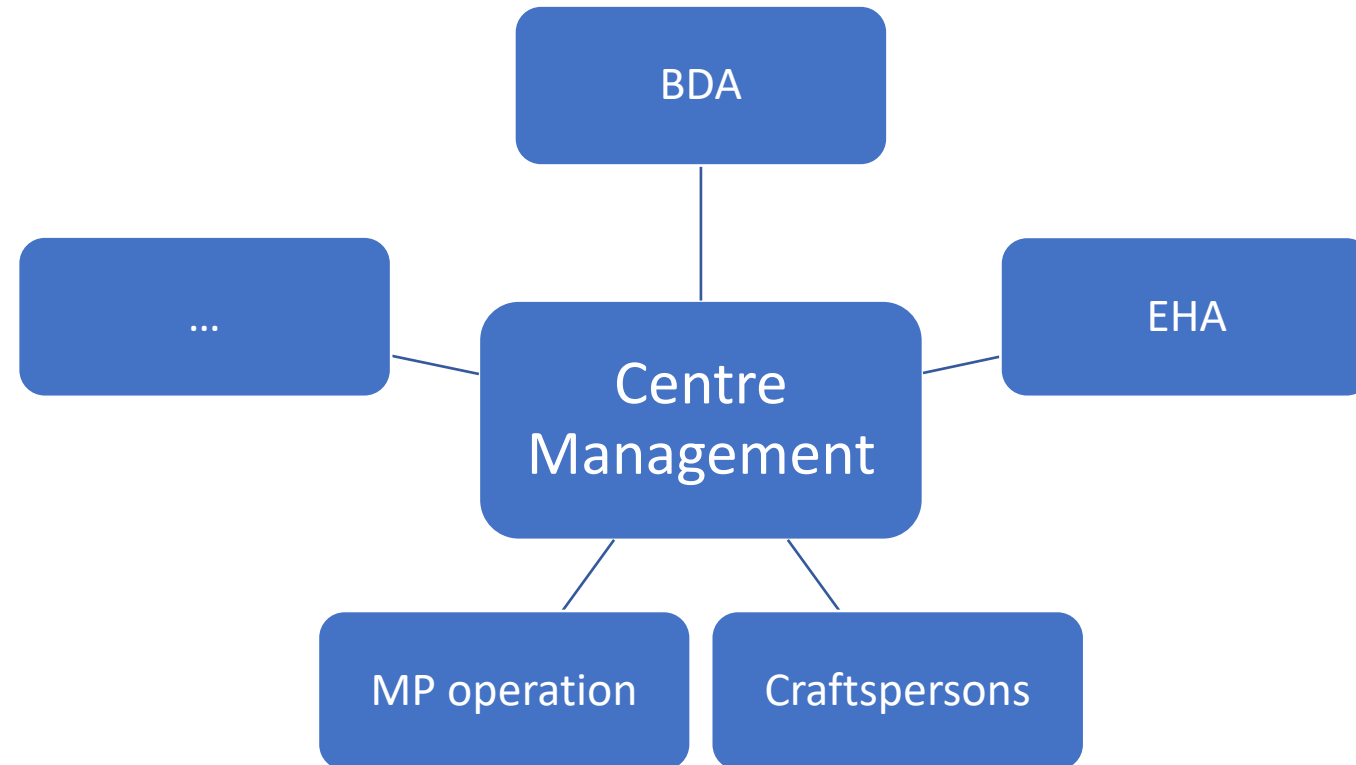 BDA
...
EHA
Centre
Management
MP operation
Craftspersons